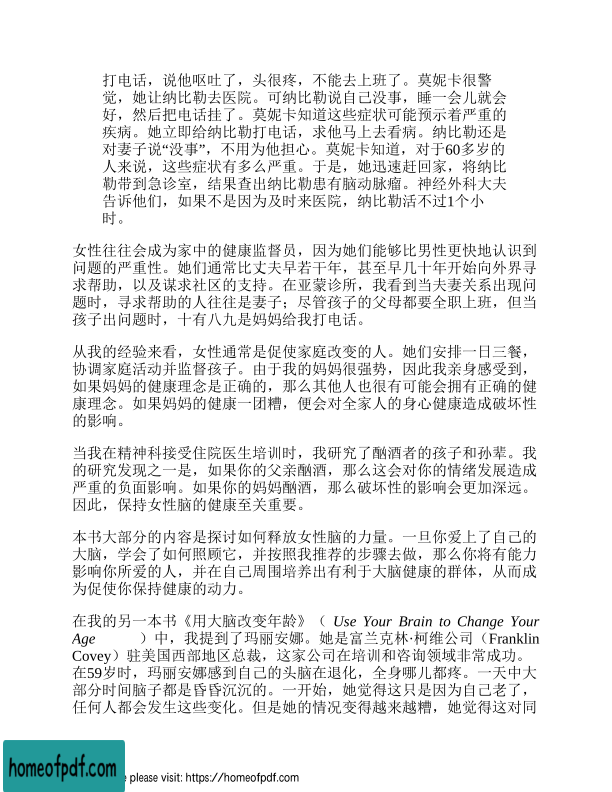 打电话，说他呕吐了，头很疼，不能去上班了。莫妮卡很警
觉，她让纳比勒去医院。可纳比勒说自己没事，睡一会儿就会
好，然后把电话挂了。莫妮卡知道这些症状可能预示着严重的
疾病。她立即给纳比勒打电话，求他马上去看病。纳比勒还是
对妻子说“没事”，不用为他担心。莫妮卡知道，对于60多岁的
人来说，这些症状有多么严重。于是，她迅速赶回家，将纳比
勒带到急诊室，结果查出纳比勒患有脑动脉瘤。神经外科大夫
告诉他们，如果不是因为及时来医院，纳比勒活不过1个小
时。
女性往往会成为家中的健康监督员，因为她们能够比男性更快地认识到
问题的严重性。她们通常比丈夫早若干年，甚至早几十年开始向外界寻
求帮助，以及谋求社区的支持。在亚蒙诊所，我看到当夫妻关系出现问
题时，寻求帮助的人往往是妻子；尽管孩子的父母都要全职上班，但当
孩子出问题时，十有八九是妈妈给我打电话。
从我的经验来看，女性通常是促使家庭改变的人。她们安排一日三餐，
协调家庭活动并监督孩子。由于我的妈妈很强势，因此我亲身感受到，
如果妈妈的健康理念是正确的，那么其他人也很有可能会拥有正确的健
康理念。如果妈妈的健康一团糟，便会对全家人的身心健康造成破坏性
的影响。
当我在精神科接受住院医生培训时，我研究了酗酒者的孩子和孙辈。我
的研究发现之一是，如果你的父亲酗酒，那么这会对你的情绪发展造成
严重的负面影响。如果你的妈妈酗酒，那么破坏性的影响会更加深远。
因此，保持女性脑的健康至关重要。
本书大部分的内容是探讨如何释放女性脑的力量。一旦你爱上了自己的
大脑，学会了如何照顾它，并按照我推荐的步骤去做，那么你将有能力
影响你所爱的人，并在自己周围培养出有利于大脑健康的群体，从而成
为促使你保持健康的动力。
在我的另一本书《用大脑改变年龄》（ Use Your Brain to Change Your
Age ）中，我提到了玛丽安娜。她是富兰克林·柯维公司（Franklin
Covey）驻美国西部地区总裁，这家公司在培训和咨询领域非常成功。
在59岁时，玛丽安娜感到自己的头脑在退化，全身哪儿都疼。一天中大
部分时间脑子都是昏昏沉沉的。一开始，她觉得这只是因为自己老了，
任何人都会发生这些变化。但是她的情况变得越来越糟，她觉得这对同
homeofpdf.com
please visit: https://homeofpdf.com